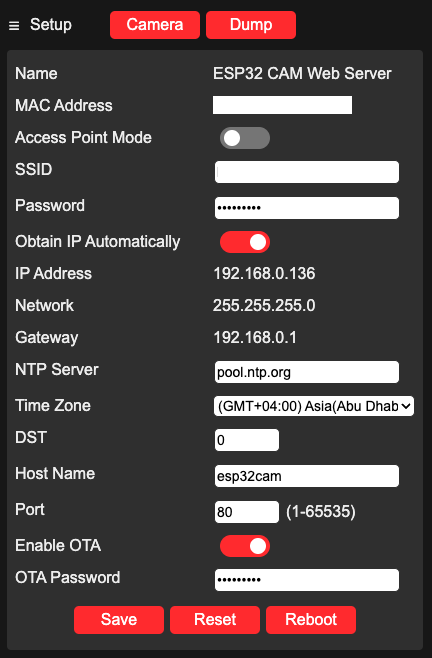 ≡ Setup Camera Dump
Name ESP32 CAM Web Server
MAC Address
Access Point Mode
SSID
Password •••••••••
Obtain IP Automatically
IP Address 192.168.0.136
Network 255.255.255.0
Gateway 192.168.0.1
NTP Server pool.ntp.org
Time Zone (GMT+04:00) Asia(Abu Dhab
DST 0
Host Name esp32cam
Port 80 (1-65535)
Enable OTA
OTA Password •••••••••
Save Reset Reboot